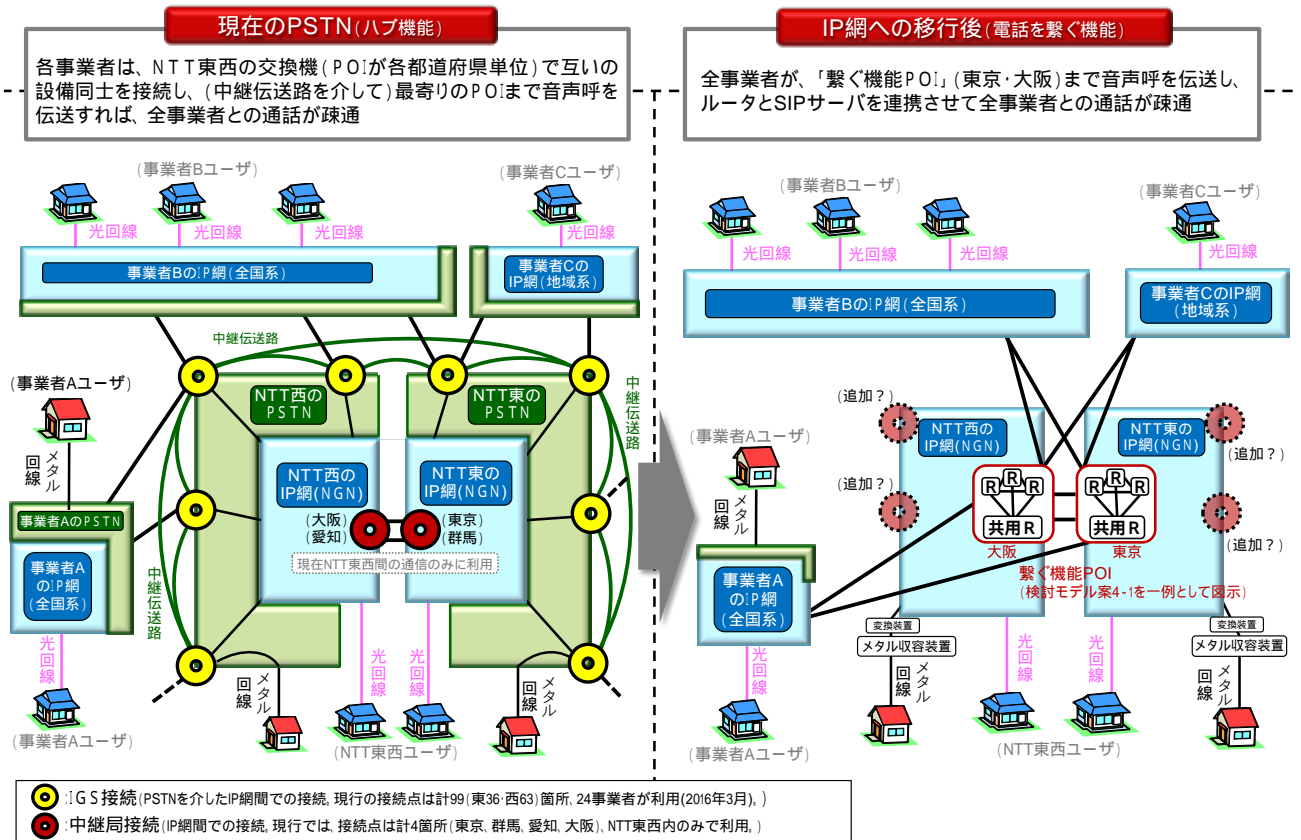 現在のPSTN(ハブ機能)
各事業者は、NTT東西の交換機(POIが各都道府県単位)で互いの
設備同士を接続し、(中継伝送路を介して)最寄りのPOIまで音声呼を
伝送すれば、全事業者との通話が疎通
(事業者Bユーザ)
(事業者Cユーザ)
光回線
光回線
光回線
光回線
事業者BのIP網(全国系)
事業者Cの
IP網(地域系)
中継伝送路
(事業者Aユーザ)
NTT西の
PSTN
NTT東の
PSTN
中継伝送路
メタル
回線
NTT西の
IP網(NGN)
NTT東の
IP網(NGN)
事業者AのPSTN
(大阪)
(愛知)
(東京)
(群馬)
現在NTT東西間の通信のみに利用
事業者A
のIP網
(全国系)
中継伝送路
光回線
メタル
回線
光回線
光回線
メタル
回線
(事業者Aユーザ)
(NTT東西ユーザ)
IP網への移行後(電話を繋ぐ機能)
全事業者が、「繋ぐ機能POI」(東京・大阪)まで音声呼を伝送し、
ルータとSIPサーバを連携させて全事業者との通話が疎通
(事業者Bユーザ)
(事業者Cユーザ)
光回線
光回線
光回線
光回線
事業者BのIP網(全国系)
事業者CのIP網
(地域系)
(追加?)
NTT西の
IP網(NGN)
NTT東の
IP網(NGN)
(追加?)
(事業者Aユーザ)
メタル
回線
(追加?)
R R R R
共用R
R R R R
共用R
(追加?)
大阪
東京
繋ぐ機能POI
(検討モデル案4-1を一例として図示)
事業者A
のIP網
(全国系)
変換装置
メタル収容装置
変換装置
メタル収容装置
光回線
メタル
回線
光回線
光回線
メタル
回線
(事業者Aユーザ)
(NTT東西ユーザ)
:IGS接続(PSTNを介したIP網間での接続。現行の接続点は計99(東36・西63)箇所、24事業者が利用(2016年3月)。)
:中継局接続(IP網間での接続。現行では、接続点は計4箇所(東京、群馬、愛知、大阪)、NTT東西内のみで利用。)